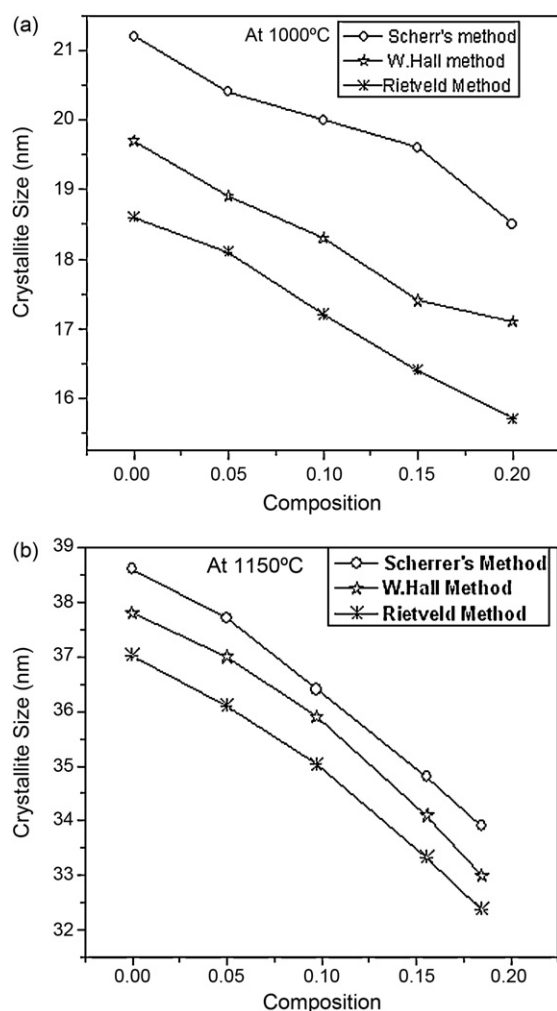 (a)
At 1000ºC
Scherr's method
W.Hall method
Rietveld Method
21
20
19
18
17
16
Crystallite Size (nm)
0.00 0.05 0.10 0.15 0.20
Composition
(b)
At 1150ºC
Scherrer's Method
W.Hall Method
Rietveld Method
39
38
37
36
35
34
33
32
Crystallite Size (nm)
0.00 0.05 0.10 0.15 0.20
Composition